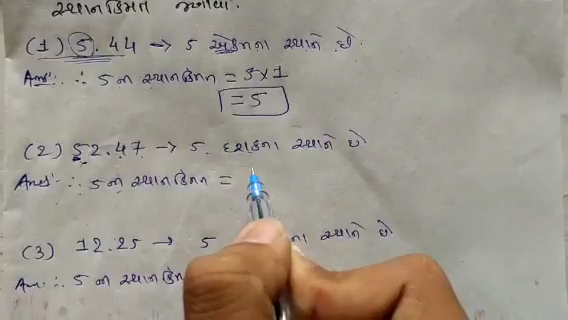 સ્થાનકિંમત જણાવો.
(1) 5.44 → 5 એકમના સ્થાને છે.
Ans: ∴ 5 ની સ્થાનકિંમત = 5×1
= 5
(2) 52.47 → 5 દશકના સ્થાને છે
Ans: ∴ 5 ની સ્થાનકિંમત =
(3) 12.25 → 5 ના સ્થાને છે
Ans: ∴ 5 ની સ્થાનકિંમત